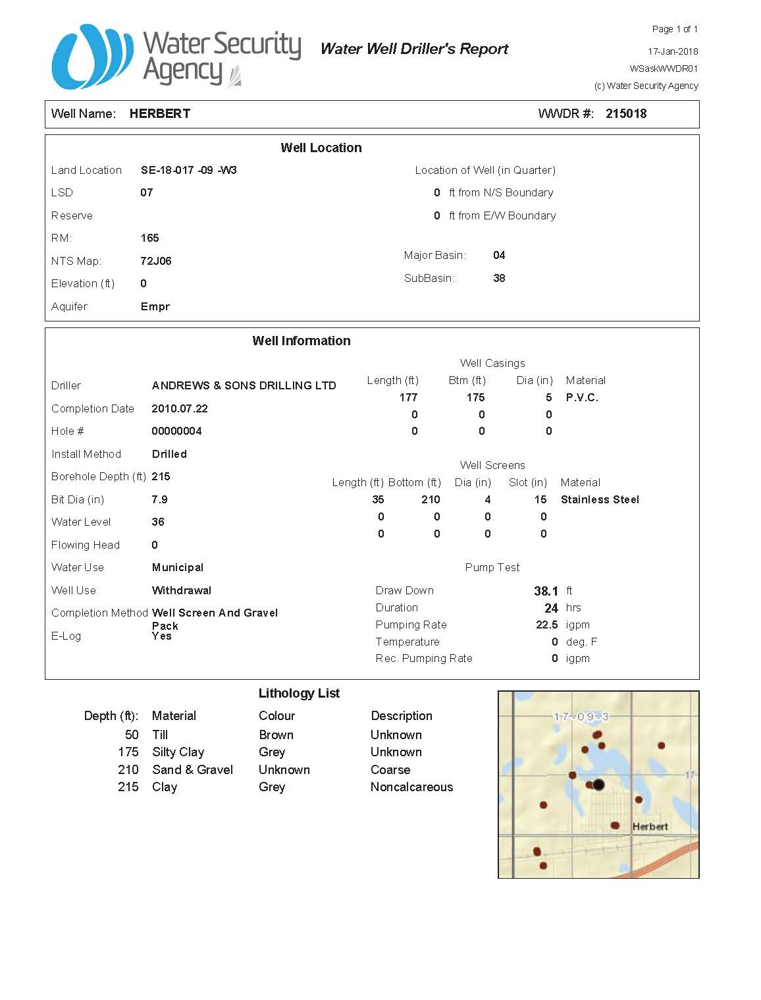 Water Security
Agency
Water Well Driller's Report
Page 1 of 1
17-Jan-2018
WSaskWWDR01
(c) Water Security Agency
Well Name: HERBERT WWDR #: 215018
Well Location
Land Location SE-18-017 -09 -W3 Location of Well (in Quarter)
LSD 07 0 ft from N/S Boundary
Reserve 0 ft from E/W Boundary
RM: 165
NTS Map: 72J06 Major Basin: 04
Elevation (ft) 0 SubBasin: 38
Aquifer Empr
Well Information
Well Casings
Driller ANDREWS & SONS DRILLING LTD Length (ft) Btm (ft) Dia (in) Material
177 175 5 P.V.C.
Completion Date 2010.07.22 0 0 0
Hole # 00000004 0 0 0
Install Method Drilled
Well Screens
Borehole Depth (ft) 215 Length (ft) Bottom (ft) Dia (in) Slot (in) Material
Bit Dia (in) 7.9 35 210 4 15 Stainless Steel
Water Level 36 0 0 0 0
Flowing Head 0 0 0 0 0
Water Use Municipal Pump Test
Well Use Withdrawal Draw Down 38.1 ft
Completion Method Well Screen And Gravel Duration 24 hrs
Pack Pumping Rate 22.5 igpm
E-Log Yes Temperature 0 deg. F
Rec. Pumping Rate 0 igpm
Lithology List
Depth (ft): Material Colour Description
50 Till Brown Unknown
175 Silty Clay Grey Unknown
210 Sand & Gravel Unknown Coarse
215 Clay Grey Noncalcareous
17-09-3
17-
Herbert